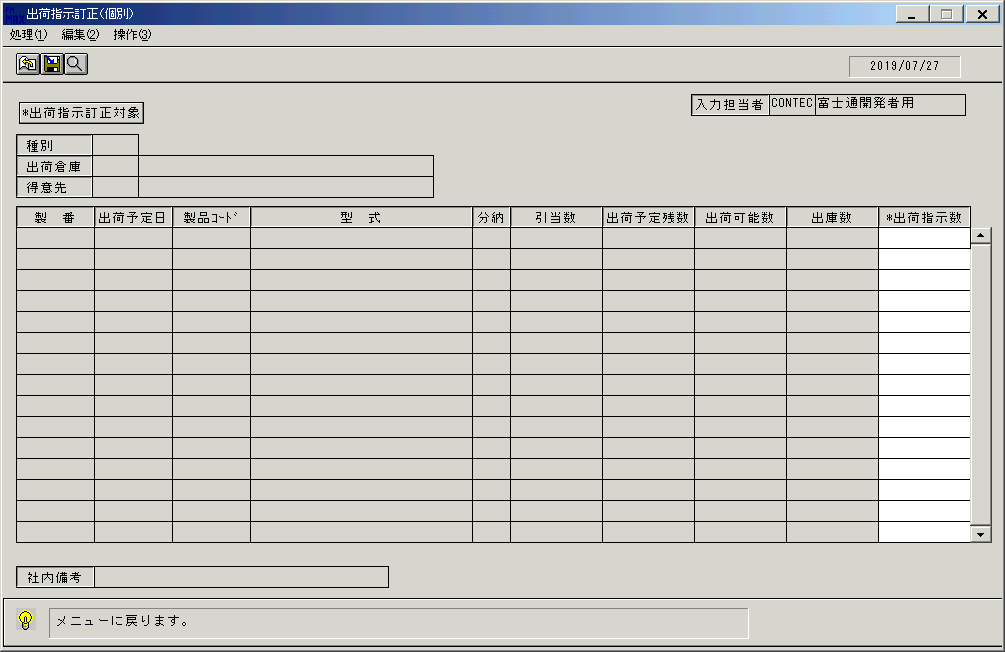 出荷指示訂正(個別)
処理(1) 編集(2) 操作(3)
2019/07/27
*出荷指示訂正対象
入力担当者 CONTEC 富士通開発者用
種別
出荷倉庫
得意先
製 番 出荷予定日 製品ｺｰﾄﾞ 型 式 分納 引当数 出荷予定残数 出荷可能数 出庫数 *出荷指示数
社内備考
メニューに戻ります。